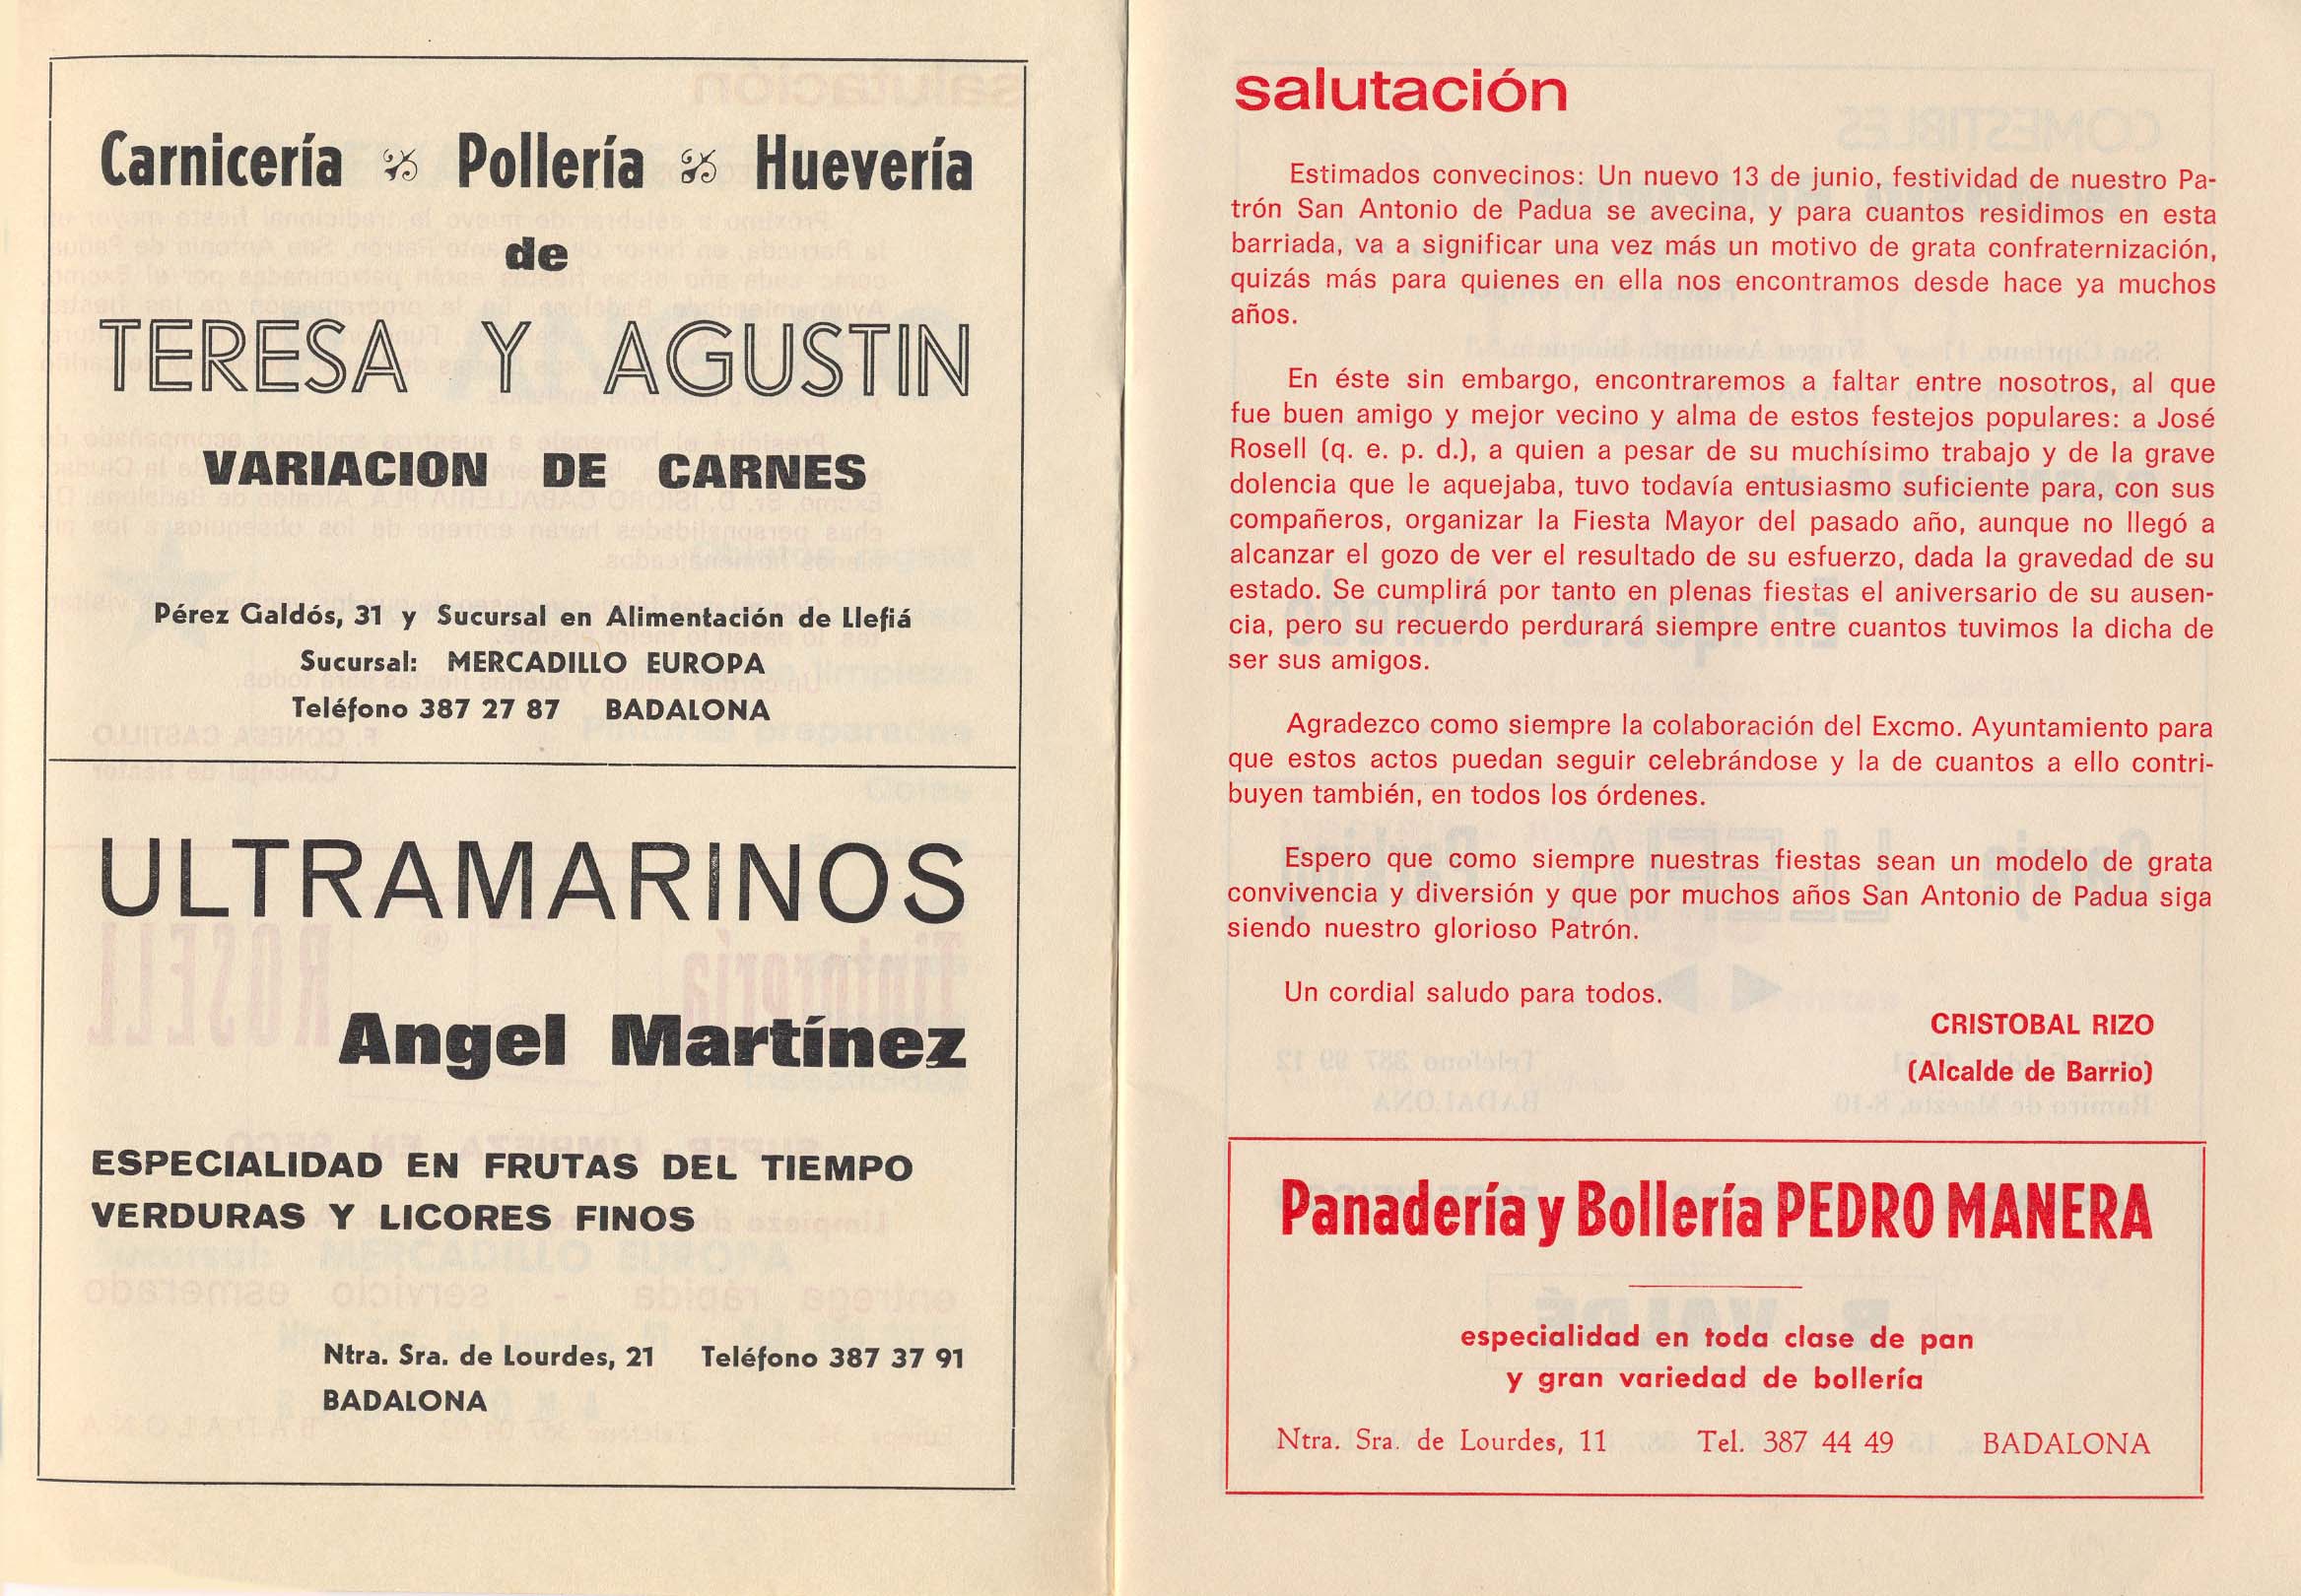 Carnicería Pollería Huevería
de
TERESA Y AGUSTIN
VARIACION DE CARNES
Pérez Galdós, 31 y Sucursal en Alimentación de Llefiá
Sucursal: MERCADILLO EUROPA
Teléfono 387 27 87 BADALONA
ULTRAMARINOS
Angel Martínez
ESPECIALIDAD EN FRUTAS DEL TIEMPO
VERDURAS Y LICORES FINOS
Ntra. Sra. de Lourdes, 21 Teléfono 387 37 91
BADALONA
salutación
Estimados convecinos: Un nuevo 13 de junio, festividad de nuestro Pa-
trón San Antonio de Padua se avecina, y para cuantos residimos en esta
barriada, va a significar una vez más un motivo de grata confraternización,
quizás más para quienes en ella nos encontramos desde hace ya muchos
años.
En éste sin embargo, encontraremos a faltar entre nosotros, al que
fue buen amigo y mejor vecino y alma de estos festejos populares: a José
Rosell (q. e. p. d.), a quien a pesar de su muchísimo trabajo y de la grave
dolencia que le aquejaba, tuvo todavía entusiasmo suficiente para, con sus
compañeros, organizar la Fiesta Mayor del pasado año, aunque no llegó a
alcanzar el gozo de ver el resultado de su esfuerzo, dada la gravedad de su
estado. Se cumplirá por tanto en plenas fiestas el aniversario de su ausen-
cia, pero su recuerdo perdurará siempre entre cuantos tuvimos la dicha de
ser sus amigos.
Agradezco como siempre la colaboración del Excmo. Ayuntamiento para
que estos actos puedan seguir celebrándose y la de cuantos a ello contri-
buyen también, en todos los órdenes.
Espero que como siempre nuestras fiestas sean un modelo de grata
convivencia y diversión y que por muchos años San Antonio de Padua siga
siendo nuestro glorioso Patrón.
Un cordial saludo para todos.
CRISTOBAL RIZO
(Alcalde de Barrio)
Panadería y Bollería PEDRO MANERA
especialidad en toda clase de pan
y gran variedad de bollería
Ntra. Sra. de Lourdes, 11 Tel. 387 44 49 BADALONA